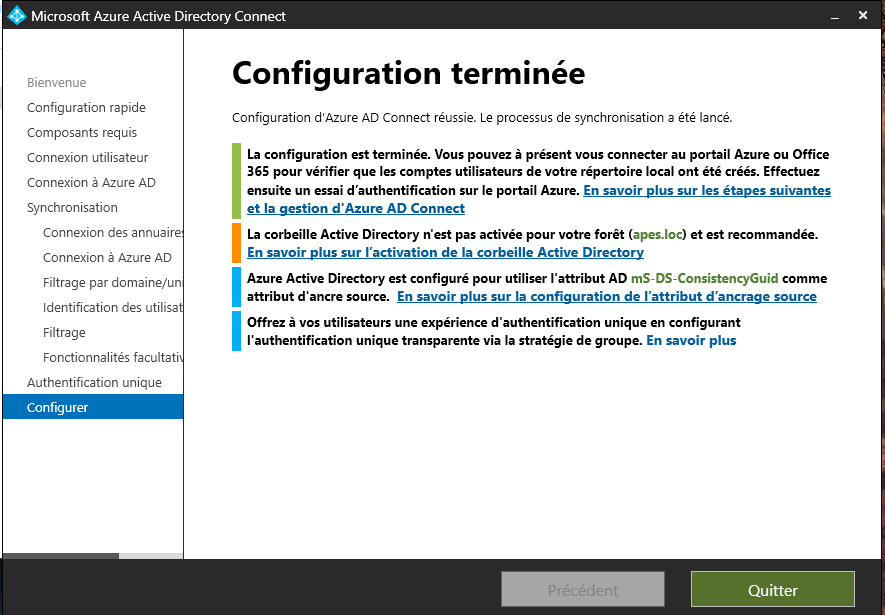 Microsoft Azure Active Directory Connect
Bienvenue
Configuration rapide
Composants requis
Connexion utilisateur
Connexion à Azure AD
Synchronisation
Connexion des annuaires
Connexion à Azure AD
Filtrage par domaine/uni
Identification des utilisat
Filtrage
Fonctionnalités facultativ
Authentification unique
Configurer
Configuration terminée
Configuration d'Azure AD Connect réussie. Le processus de synchronisation a été lancé.
La configuration est terminée. Vous pouvez à présent vous connecter au portail Azure ou Office
365 pour vérifier que les comptes utilisateurs de votre répertoire local ont été créés. Effectuez
ensuite un essai d’authentification sur le portail Azure. En savoir plus sur les étapes suivantes
et la gestion d'Azure AD Connect
La corbeille Active Directory n'est pas activée pour votre forêt (apes.loc) et est recommandée.
En savoir plus sur l’activation de la corbeille Active Directory
Azure Active Directory est configuré pour utiliser l'attribut AD mS-DS-ConsistencyGuid comme
attribut d'ancre source. En savoir plus sur la configuration de l’attribut d’ancrage source
Offrez à vos utilisateurs une expérience d'authentification unique en configurant
l'authentification unique transparente via la stratégie de groupe. En savoir plus
Précédent
Quitter